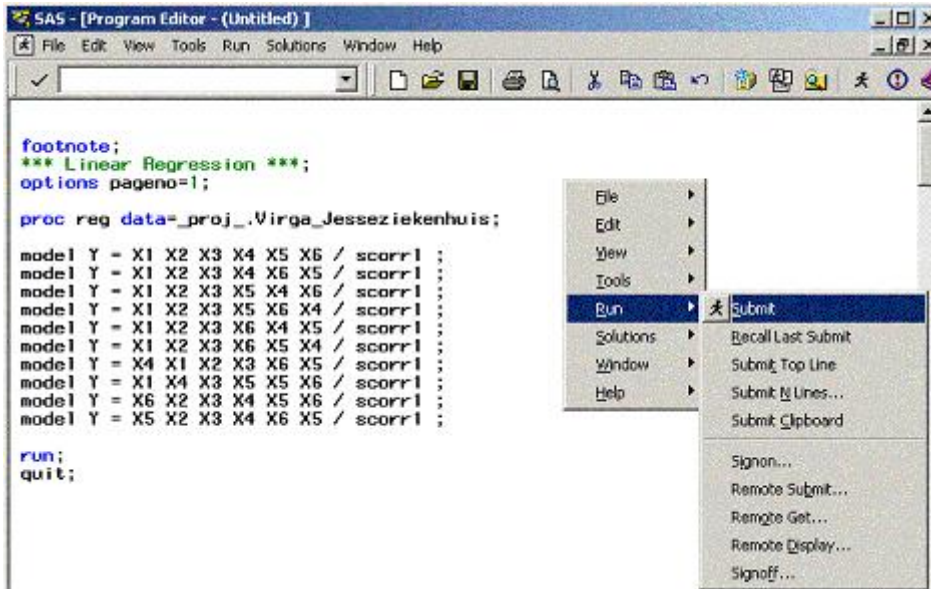 SAS - [Program Editor - (Untitled) ]
File Edit View Tools Run Solutions Window Help
footnote;
*** Linear Regression ***;
options pageno=1;
proc reg data=_proj_.Virga_Jesseziekenhuis;
model Y = X1 X2 X3 X4 X5 X6 / scorr1 ;
model Y = X1 X2 X3 X4 X6 X5 / scorr1 ;
model Y = X1 X2 X3 X5 X4 X6 / scorr1 ;
model Y = X1 X2 X3 X5 X6 X4 / scorr1 ;
model Y = X1 X2 X3 X6 X4 X5 / scorr1 ;
model Y = X1 X2 X3 X6 X5 X4 / scorr1 ;
model Y = X4 X1 X2 X3 X6 X5 / scorr1 ;
model Y = X1 X4 X3 X5 X5 X6 / scorr1 ;
model Y = X6 X2 X3 X4 X5 X6 / scorr1 ;
model Y = X5 X2 X3 X4 X6 X5 / scorr1 ;
run;
quit;
File
Edit
View
Tools
Run
Solutions
Window
Help
Submit
Recall Last Submit
Submit Top Line
Submit N Lines...
Submit Clipboard
Signon...
Remote Submit...
Remote Get...
Remote Display...
Signoff...